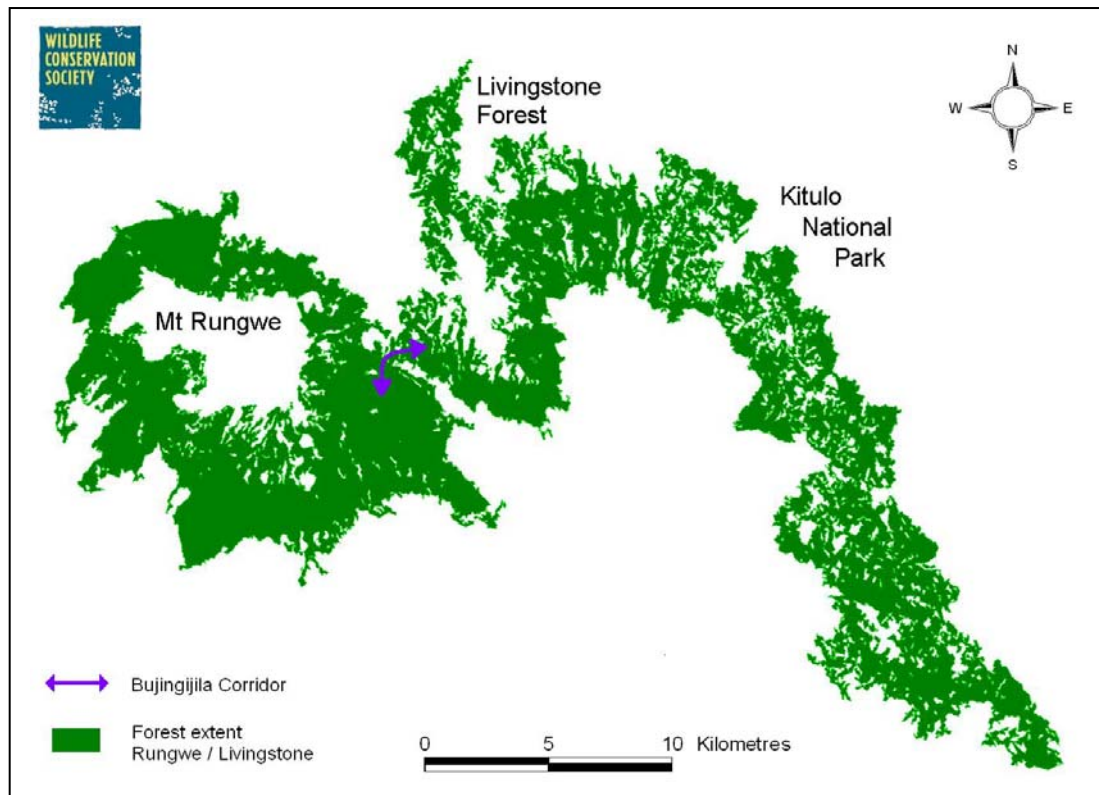 WILDLIFE
CONSERVATION
SOCIETY
N
W
E
S
Livingstone
Forest
Kitulo
National
Park
Mt Rungwe
Bujingijila Corridor
Forest extent
Rungwe / Livingstone
0 5 10 Kilometres